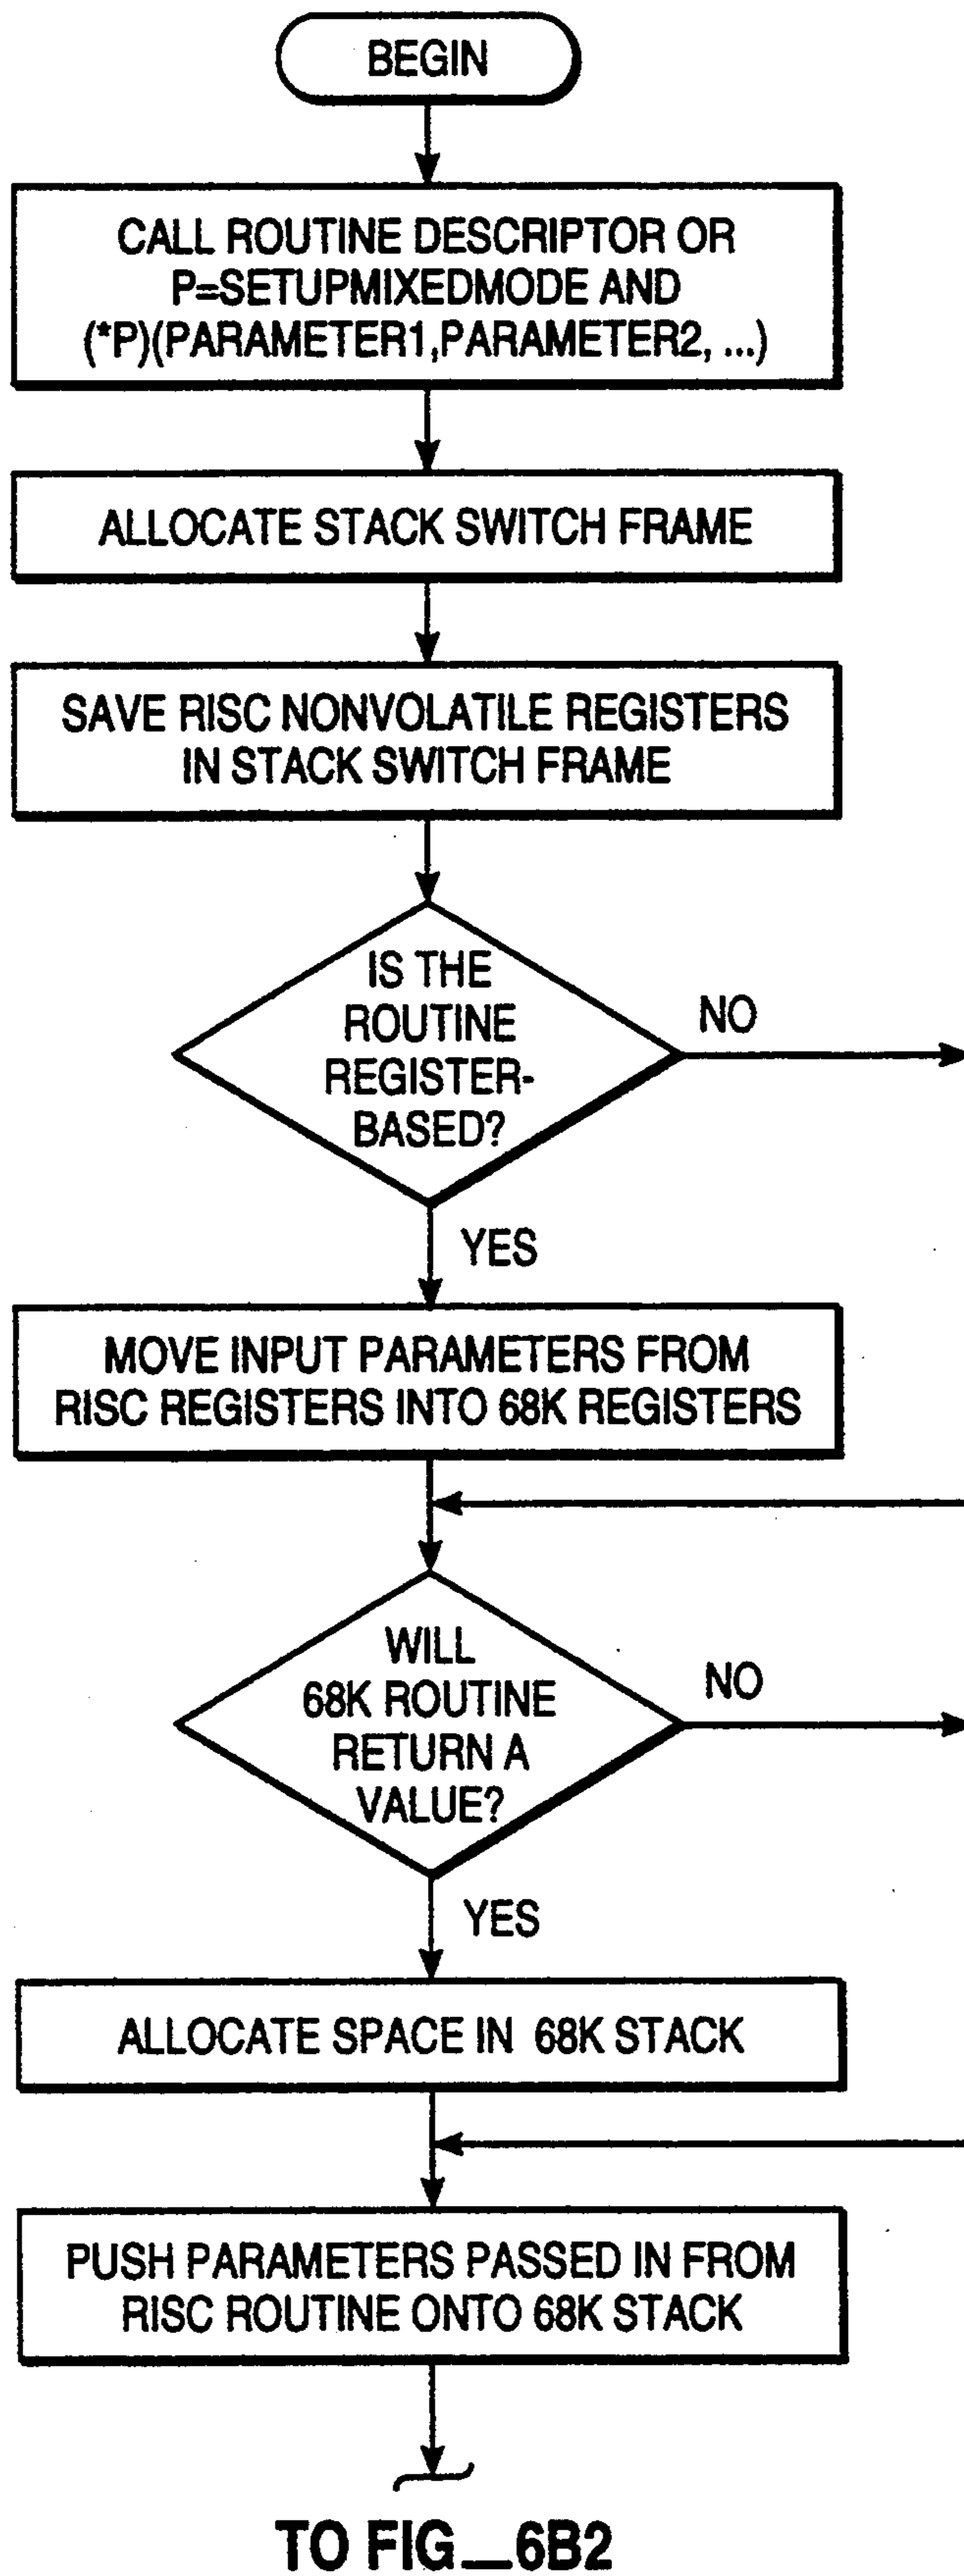 BEGIN
CALL ROUTINE DESCRIPTOR OR
P=SETUPMIXEDMODE AND
(*P)(PARAMETER1,PARAMETER2, ...)
ALLOCATE STACK SWITCH FRAME
SAVE RISC NONVOLATILE REGISTERS
IN STACK SWITCH FRAME
IS THE
ROUTINE
REGISTER-
BASED?
NO
YES
MOVE INPUT PARAMETERS FROM
RISC REGISTERS INTO 68K REGISTERS
WILL
68K ROUTINE
RETURN A
VALUE?
NO
YES
ALLOCATE SPACE IN 68K STACK
PUSH PARAMETERS PASSED IN FROM
RISC ROUTINE ONTO 68K STACK
TO FIG__6B2